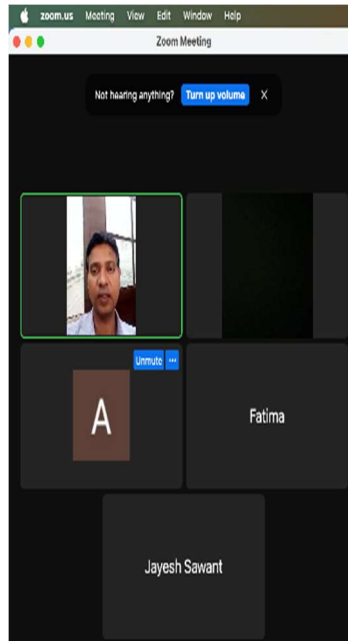 zoom.us Meeting View Edit Window Help
Zoom Meeting
Not hearing anything? Turn up volume X
Unmute ...
A
Fatima
Jayesh Sawant